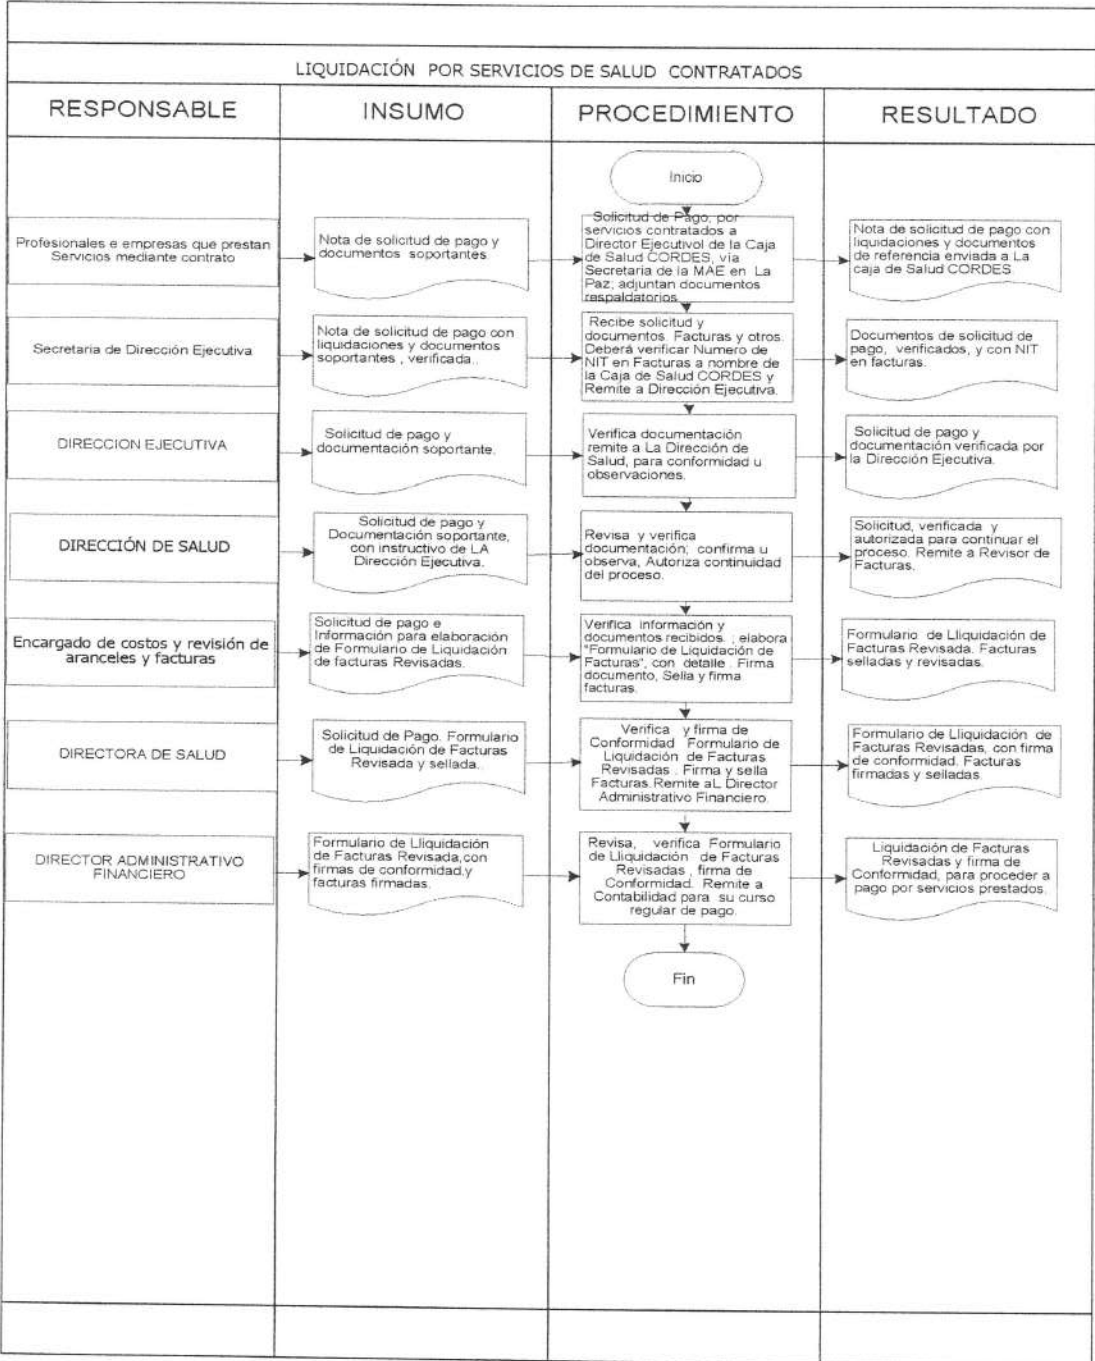 LIQUIDACIÓN POR SERVICIOS DE SALUD CONTRATADOS
RESPONSABLE
INSUMO
PROCEDIMIENTO
RESULTADO
Inicio
Profesionales e empresas que prestan
Servicios mediante contrato
Nota de solicitud de pago y
documentos soportantes.
Solicitud de Pago, por
servicios contratados a
Director Ejecutivol de la Caja
de Salud CORDES, vía
Secretaria de la MAE en La
Paz; adjuntan documentos
respaldatorios
Nota de solicitud de pago con
liquidaciones y documentos
de referencia enviada a La
caja de Salud CORDES
Secretaria de Dirección Ejecutiva
Nota de solicitud de pago con
liquidaciones y documentos
soportantes , verificada..
Recibe solicitud y
documentos. Facturas y otros.
Deberá verificar Numero de
NIT en Facturas a nombre de
la Caja de Salud CORDES y
Remite a Dirección Ejecutiva.
Documentos de solicitud de
pago, verificados, y con NIT
en facturas.
DIRECCION EJECUTIVA
Solicitud de pago y
documentación soportante.
Verifica documentación
remite a La Dirección de
Salud, para conformidad u
observaciones.
Solicitud de pago y
documentación verificada por
la Dirección Ejecutiva.
DIRECCIÓN DE SALUD
Solicitud de pago y
Documentación soportante,
con instructivo de LA
Dirección Ejecutiva.
Revisa y verifica
documentación; confirma u
observa, Autoriza continuidad
del proceso.
Solicitud, verificada y
autorizada para continuar el
proceso. Remite a Revisor de
Facturas.
Encargado de costos y revisión de
aranceles y facturas
Solicitud de pago e
Información para elaboración
de Formulario de Liquidación
de facturas Revisadas.
Verifica información y
documentos recibidos. ; elabora
"Formulario de Liquidación de
Facturas", con detalle . Firma
documento, Sella y firma
facturas.
Formulario de Lliquidación de
Facturas Revisada. Facturas
selladas y revisadas.
DIRECTORA DE SALUD
Solicitud de Pago. Formulario
de Liquidación de Facturas
Revisada y sellada..
Verifica y firma de
Conformidad Formulario de
Liquidación de Facturas
Revisadas . Firma y sella
Facturas.Remite aL Director
Administrativo Financiero.
Formulario de Lliquidación de
Facturas Revisadas, con firma
de conformidad. Facturas
firmadas y selladas.
DIRECTOR ADMINISTRATIVO
FINANCIERO
Formulario de Lliquidación
de Facturas Revisada,con
firmas de conformidad,y
facturas firmadas.
Revisa, verifica Formulario
de Lliquidación de Facturas
Revisadas , firma de
Conformidad. Remite a
Contabilidad para su curso
regular de pago.
Liquidación de Facturas
Revisadas y firma de
Conformidad, para proceder a
pago por servicios prestados.
Fin